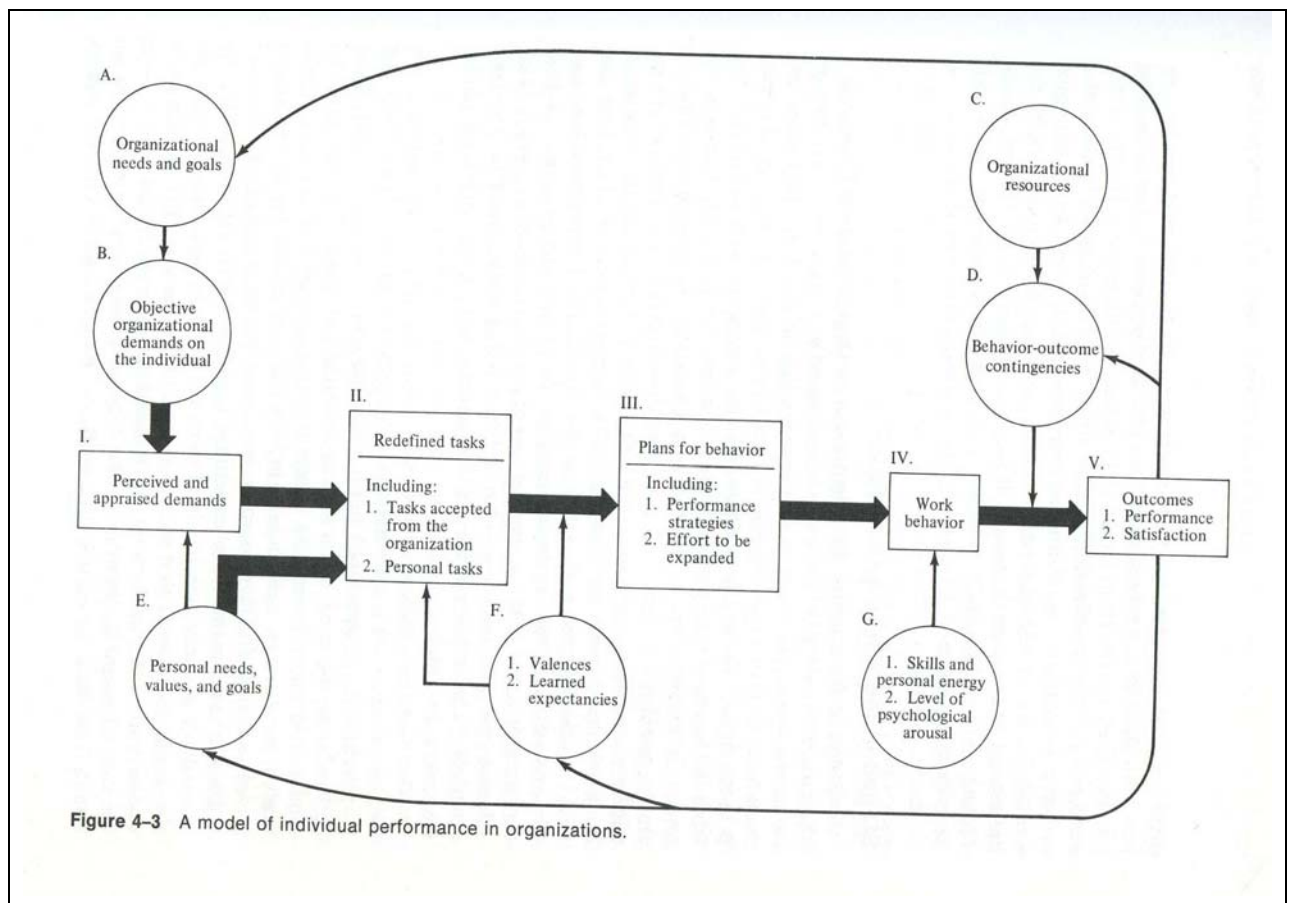 A.
Organizational
needs and goals
B.
Objective
organizational
demands on
the individual
C.
Organizational
resources
D.
Behavior-outcome
contingencies
I.
Perceived and
appraised demands
II.
Redefined tasks
Including:
1. Tasks accepted
from the
organization
2. Personal tasks
III.
Plans for behavior
Including:
1. Performance
strategies
2. Effort to be
expanded
IV.
Work
behavior
V.
Outcomes
1. Performance
2. Satisfaction
E.
Personal needs,
values, and goals
F.
1. Valences
2. Learned
expectancies
G.
1. Skills and
personal energy
2. Level of
psychological
arousal
Figure 4–3 A model of individual performance in organizations.